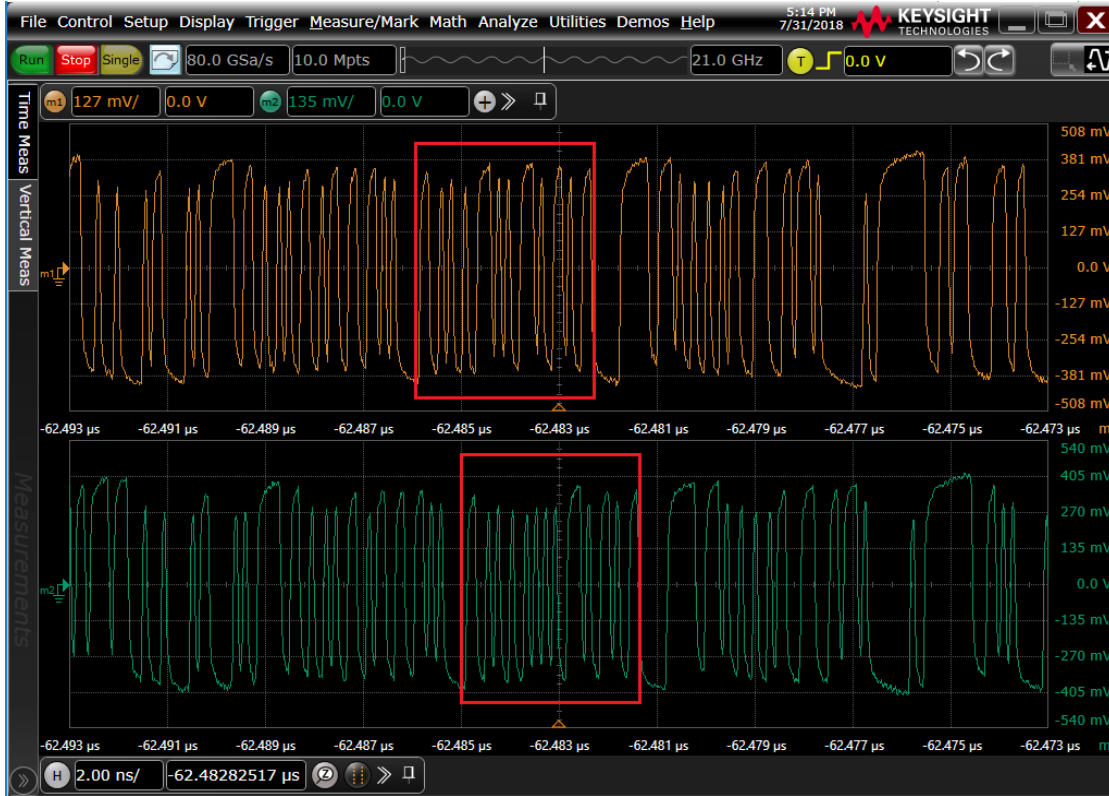 File Control Setup Display Trigger Measure/Mark Math Analyze Utilities Demos Help
5:14 PM
7/31/2018
KEYSIGHT
TECHNOLOGIES
Run Stop Single 80.0 GSa/s 10.0 Mpts 21.0 GHz T 0.0 V
m1 127 mV/ 0.0 V m2 135 mV/ 0.0 V
Time Meas
Vertical Meas
Measurements
508 mV
381 mV
254 mV
127 mV
m1 0.0 V
-127 mV
-254 mV
-381 mV
-508 mV
-62.493 µs -62.491 µs -62.489 µs -62.487 µs -62.485 µs -62.483 µs -62.481 µs -62.479 µs -62.477 µs -62.475 µs -62.473 µs m
540 mV
405 mV
270 mV
135 mV
m2 0.0 V
-135 mV
-270 mV
-405 mV
-540 mV
-62.493 µs -62.491 µs -62.489 µs -62.487 µs -62.485 µs -62.483 µs -62.481 µs -62.479 µs -62.477 µs -62.475 µs -62.473 µs m
H 2.00 ns/ -62.48282517 µs Z